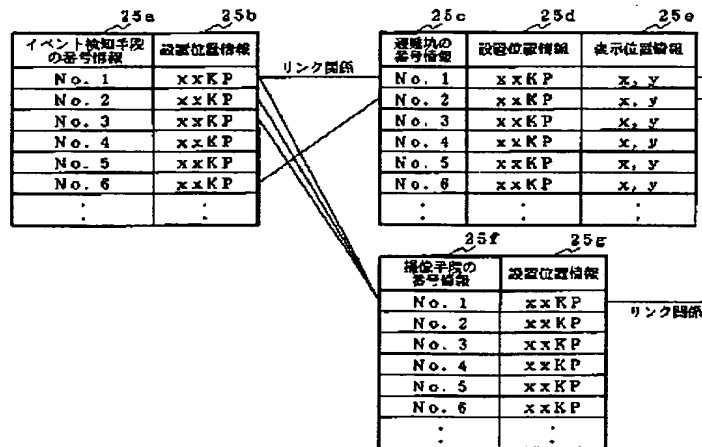 25a 25b
イベント検知手段の番号情報 設置位置情報
No. 1 xxKP
No. 2 xxKP
No. 3 xxKP
No. 4 xxKP
No. 5 xxKP
No. 6 xxKP
リンク関係
25c 25d 25e
避難坑の番号情報 設置位置情報 表示位置情報
No. 1 xxKP x, y
No. 2 xxKP x, y
No. 3 xxKP x, y
No. 4 xxKP x, y
No. 5 xxKP x, y
No. 6 xxKP x, y
25f 25g
撮像手段の番号情報 設置位置情報
No. 1 xxKP
No. 2 xxKP
No. 3 xxKP
No. 4 xxKP
No. 5 xxKP
No. 6 xxKP
リンク関係